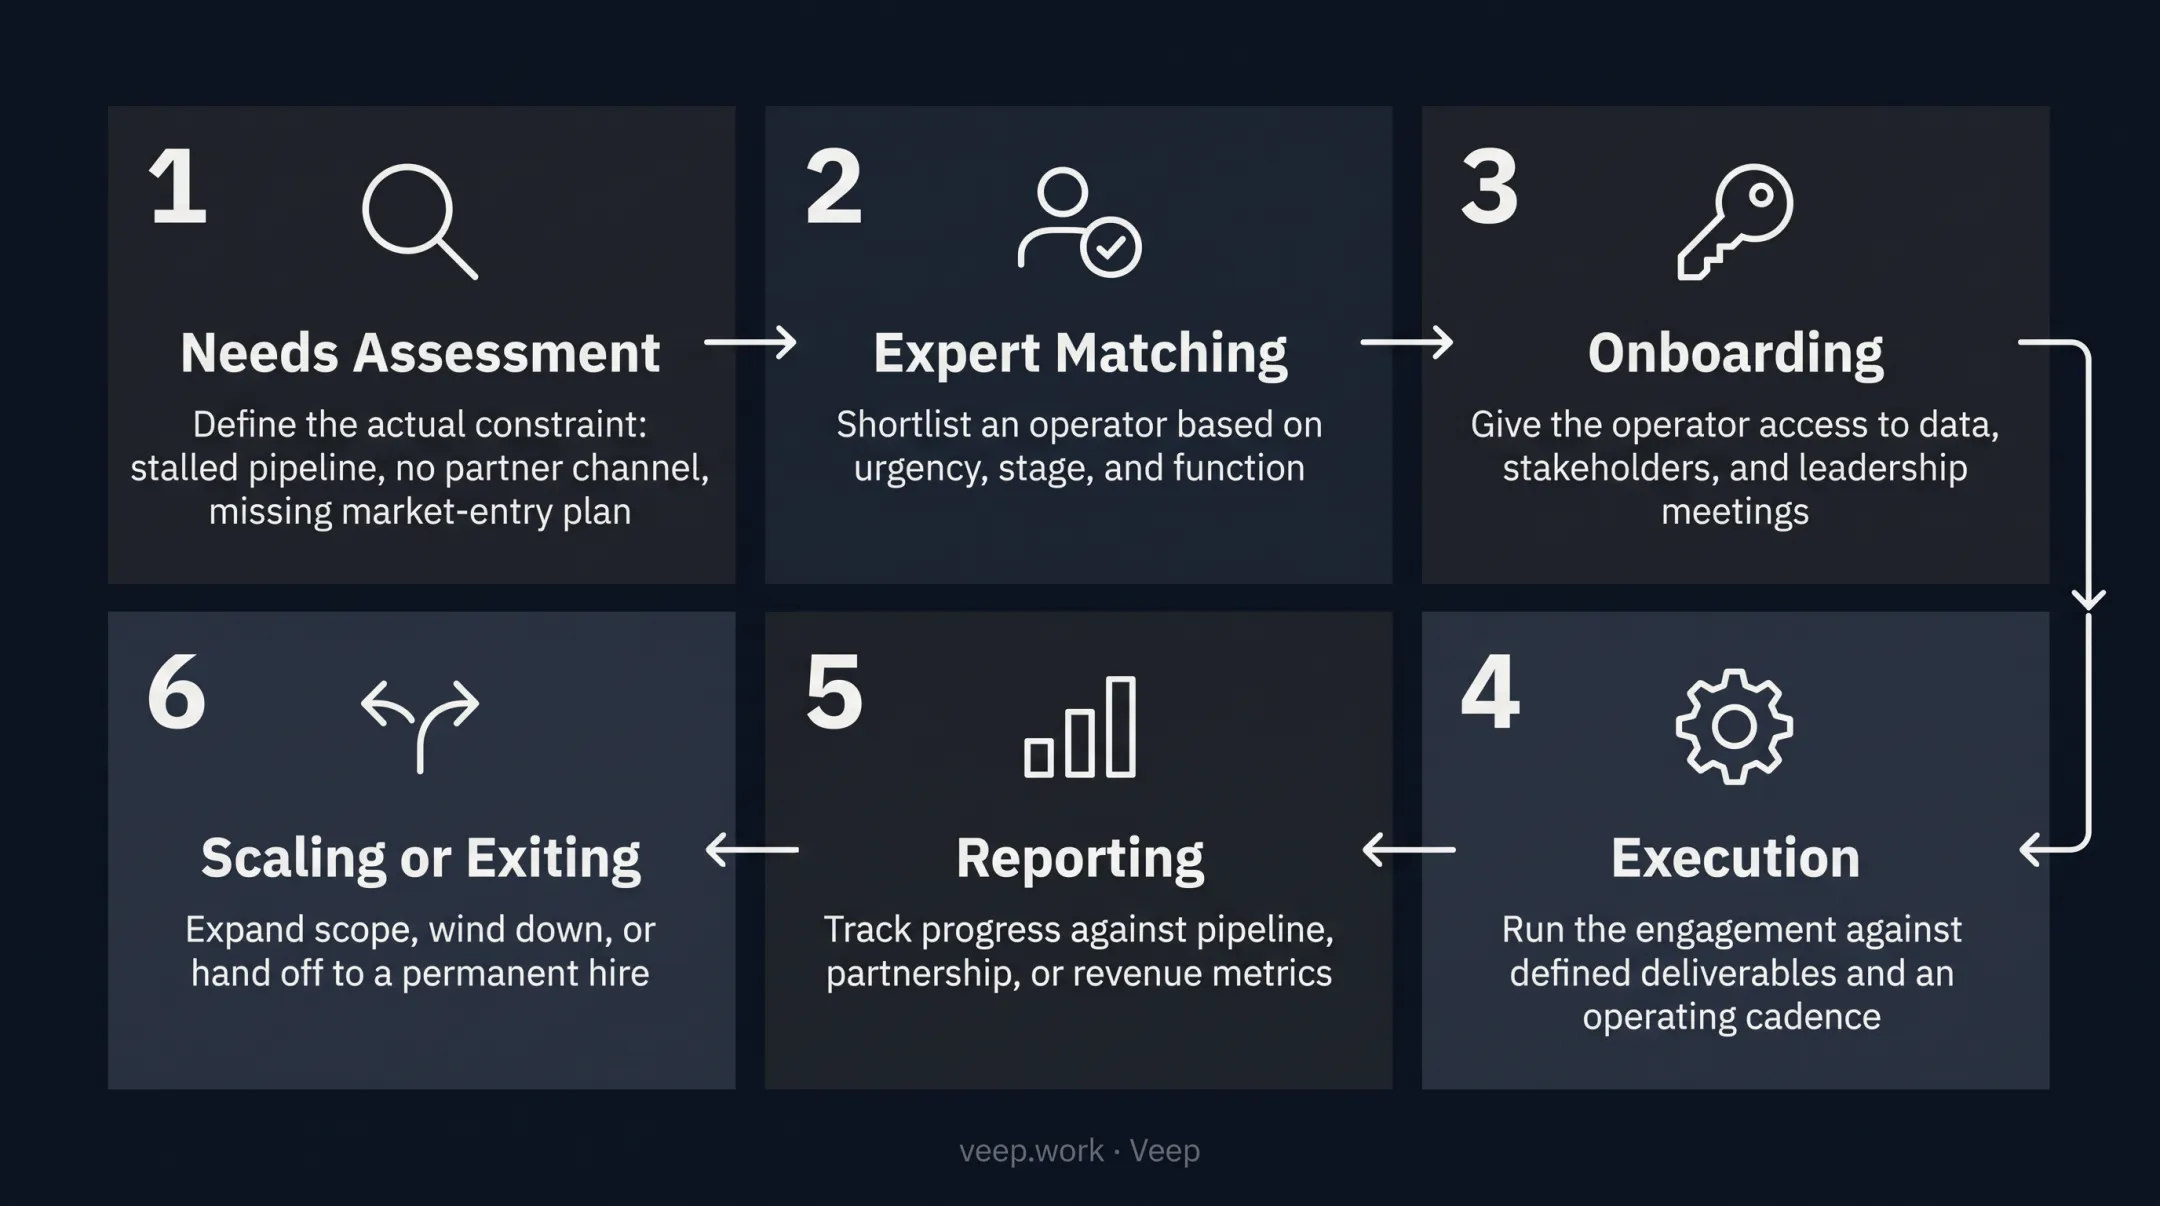 1
Needs Assessment
Define the actual constraint:
stalled pipeline, no partner channel,
missing market-entry plan
2
Expert Matching
Shortlist an operator based on
urgency, stage, and function
3
Onboarding
Give the operator access to data,
stakeholders, and leadership
meetings
4
Execution
Run the engagement against
defined deliverables and an
operating cadence
5
Reporting
Track progress against pipeline,
partnership, or revenue metrics
6
Scaling or Exiting
Expand scope, wind down, or
hand off to a permanent hire
veep.work · Veep